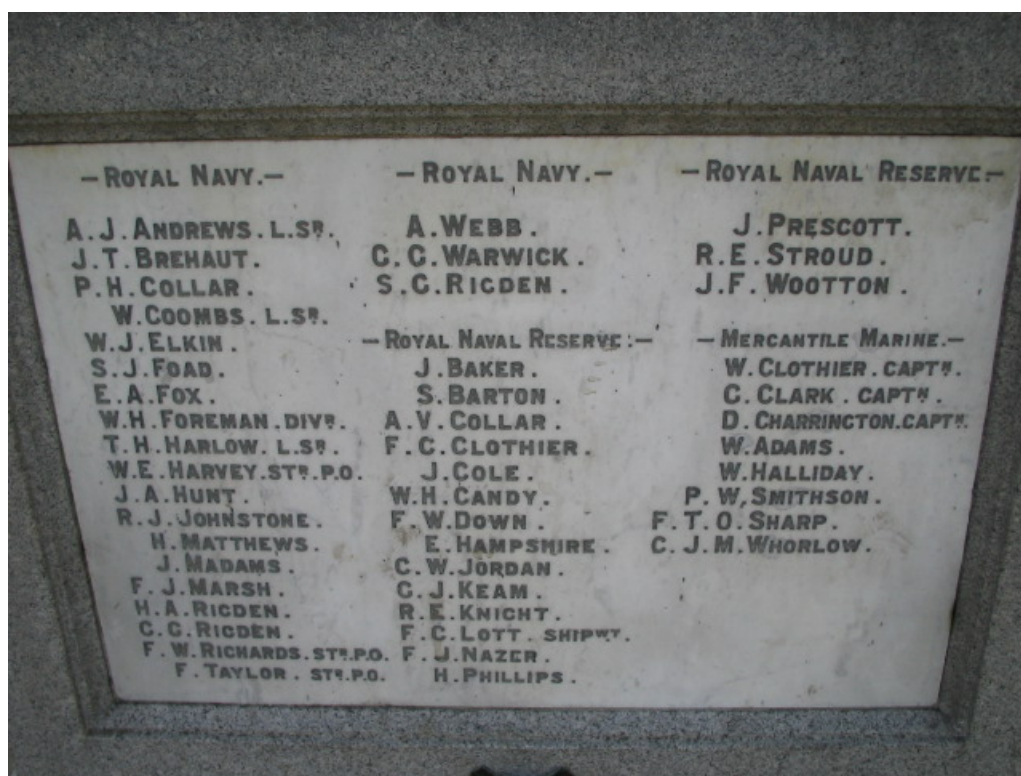 —ROYAL NAVY.—
A.J.ANDREWS. L.SR.
J.T.BREHAUT.
P.H.COLLAR.
W.COOMBS. L.SR.
W.J.ELKIN.
S.J.FOAD.
E.A.FOX.
W.H.FOREMAN.DIVR.
T.H.HARLOW. L.SR.
W.E.HARVEY.STR.P.O.
J.A.HUNT.
R.J.JOHNSTONE.
H.MATTHEWS.
J.MADAMS.
F.J.MARSH.
H.A.RIGDEN.
C.G.RIGDEN.
F.W.RICHARDS.STR.P.O.
F.TAYLOR. STR.P.O.
—ROYAL NAVY.—
A.WEBB.
C.C.WARWICK.
S.G.RIGDEN.
—ROYAL NAVAL RESERVE:—
J.BAKER.
S.BARTON.
A.V.COLLAR.
F.C.CLOTHIER.
J.COLE.
W.H.CANDY.
F.W.DOWN.
E.HAMPSHIRE.
C.W.JORDAN.
G.J.KEAM.
R.E.KNIGHT.
F.C.LOTT. SHIPWT.
F.J.NAZER.
H.PHILLIPS.
—ROYAL NAVAL RESERVE:—
J.PRESCOTT.
R.E.STROUD.
J.F.WOOTTON.
—MERCANTILE MARINE.—
W.CLOTHIER.CAPTN.
G.CLARK.CAPTN.
D.CHARRINGTON.CAPTN.
W.ADAMS.
W.HALLIDAY.
P.W.SMITHSON.
F.T.O.SHARP.
C.J.M.WHORLOW.